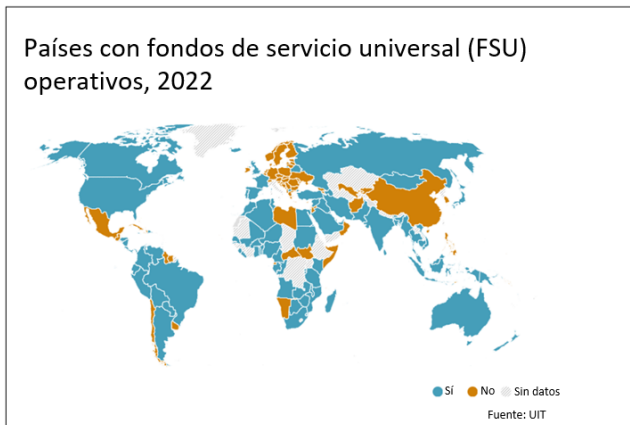 Países con fondos de servicio universal (FSU)
operativos, 2022
Sí No Sin datos
Fuente: UIT